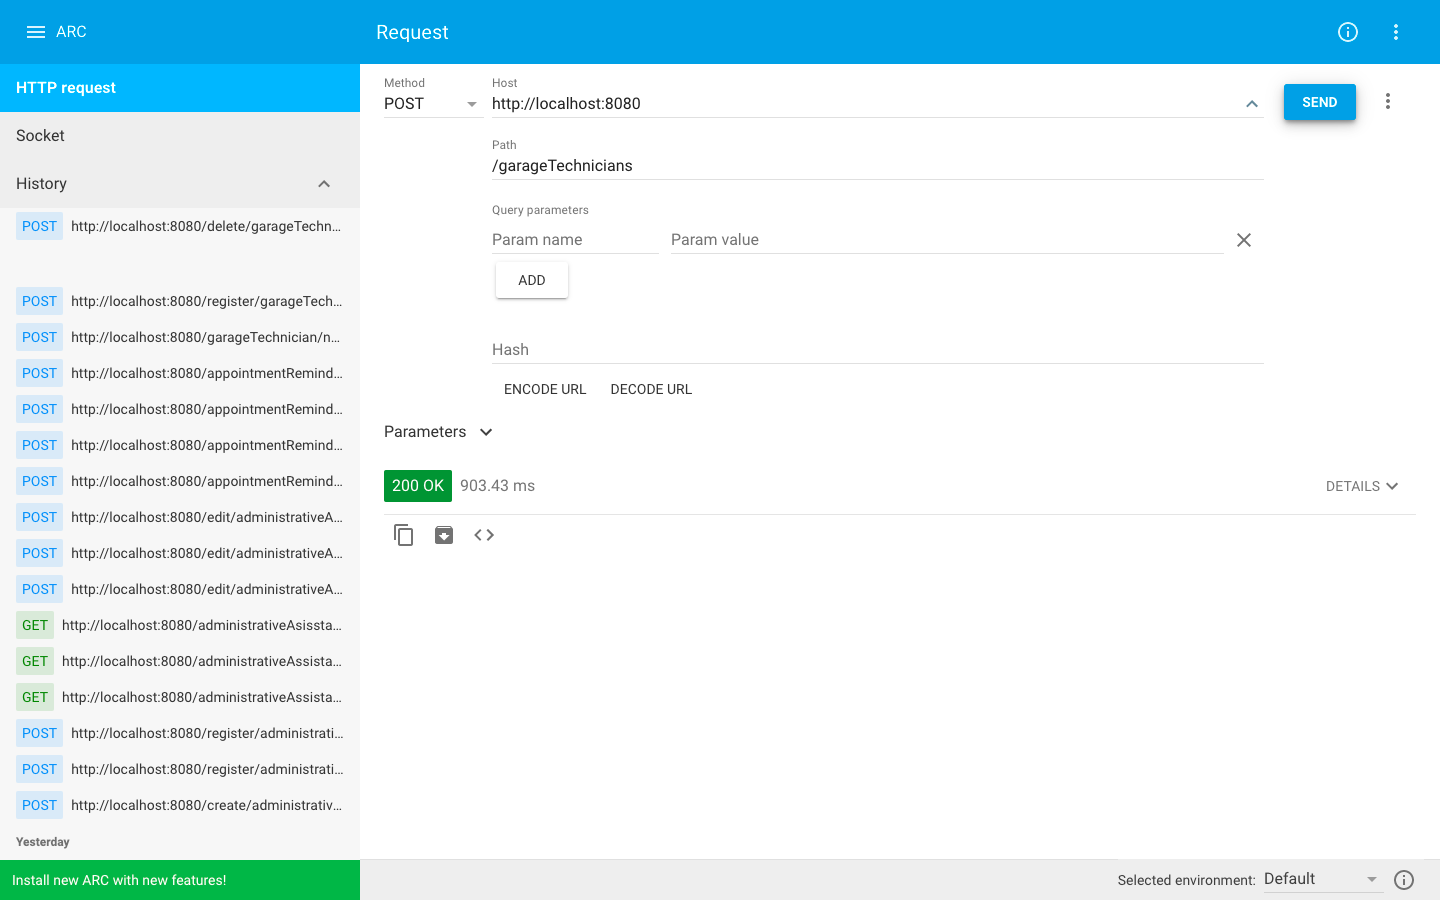 ARC
Request
HTTP request
Socket
History
POST http://localhost:8080/delete/garageTechn...
POST http://localhost:8080/register/garageTech...
POST http://localhost:8080/garageTechnician/n...
POST http://localhost:8080/appointmentRemind...
POST http://localhost:8080/appointmentRemind...
POST http://localhost:8080/appointmentRemind...
POST http://localhost:8080/appointmentRemind...
POST http://localhost:8080/edit/administrativeA...
POST http://localhost:8080/edit/administrativeA...
POST http://localhost:8080/edit/administrativeA...
GET http://localhost:8080/administrativeAsissta...
GET http://localhost:8080/administrativeAssista...
GET http://localhost:8080/administrativeAssista...
POST http://localhost:8080/register/administrati...
POST http://localhost:8080/register/administrati...
POST http://localhost:8080/create/administrativ...
Yesterday
Install new ARC with new features!
Method
POST
Host
http://localhost:8080
SEND
Path
/garageTechnicians
Query parameters
Param name Param value
ADD
Hash
ENCODE URL DECODE URL
Parameters
200 OK 903.43 ms DETAILS
Selected environment: Default